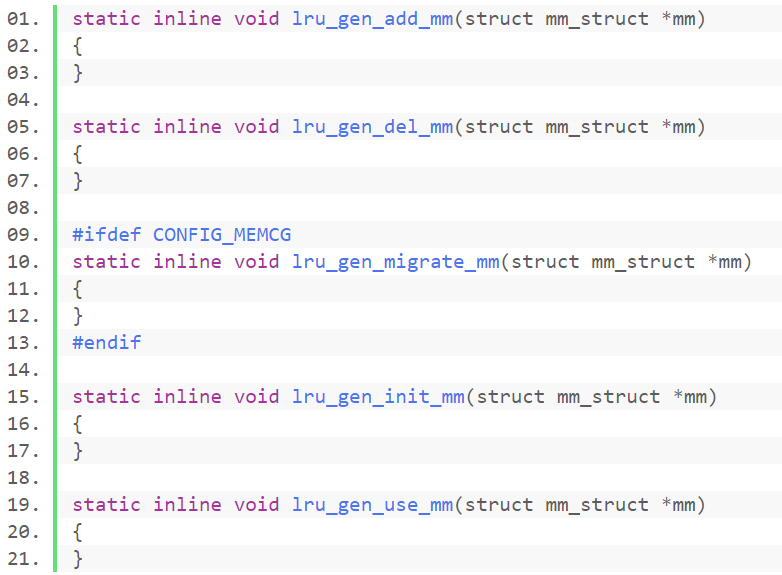 01. static inline void lru_gen_add_mm(struct mm_struct *mm)
02. {
03. }
04.
05. static inline void lru_gen_del_mm(struct mm_struct *mm)
06. {
07. }
08.
09. #ifdef CONFIG_MEMCG
10. static inline void lru_gen_migrate_mm(struct mm_struct *mm)
11. {
12. }
13. #endif
14.
15. static inline void lru_gen_init_mm(struct mm_struct *mm)
16. {
17. }
18.
19. static inline void lru_gen_use_mm(struct mm_struct *mm)
20. {
21. }